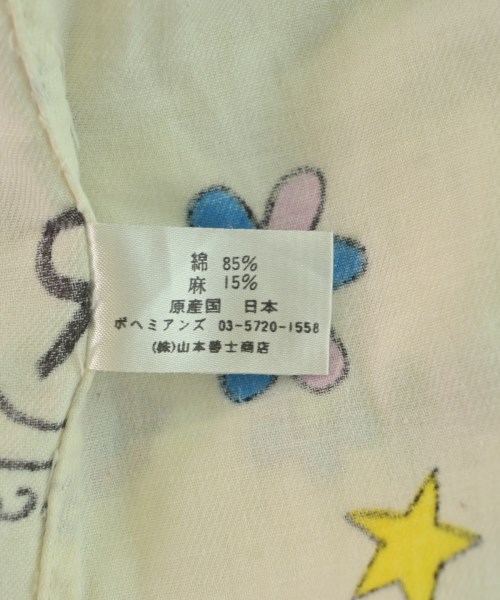 綿 85%
麻 15%
原産国 日本
ボヘミアンズ 03-5720-1558
(株)山本善士商店